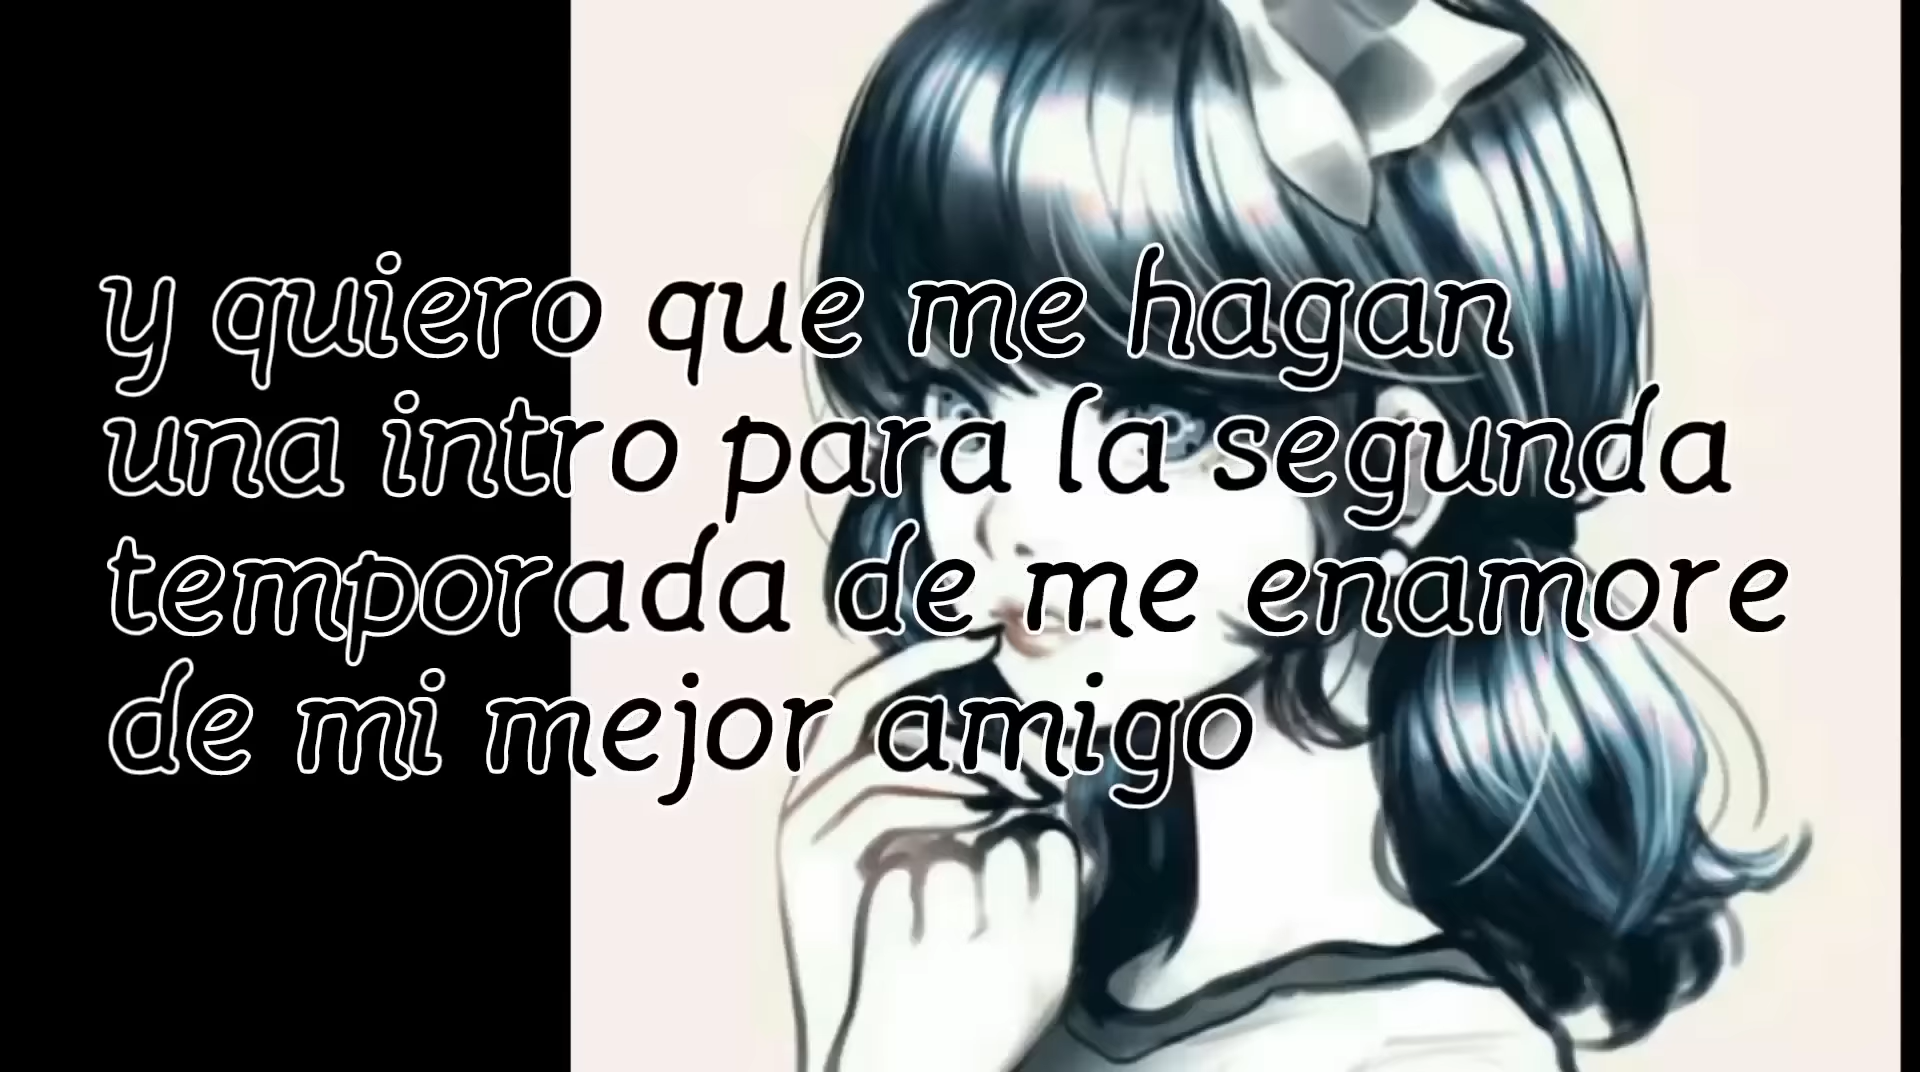 y quiero que me hagan
una intro para la segunda
temporada de me enamore
de mi mejor amigo